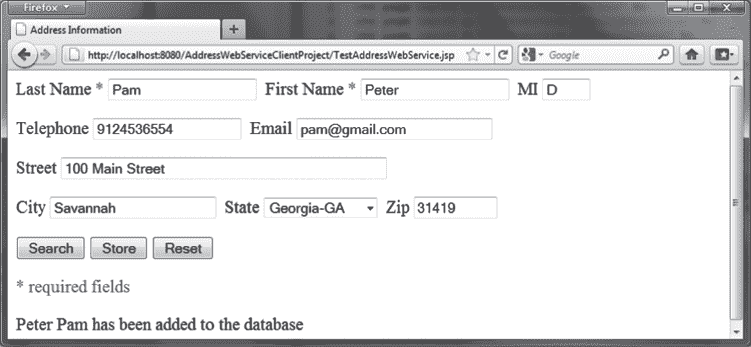 Firefox
Address Information
http://localhost:8080/AddressWebServiceClientProject/TestAddressWebService.jsp Google
Last Name * Pam First Name * Peter MI D
Telephone 9124536554 Email pam@gmail.com
Street 100 Main Street
City Savannah State Georgia-GA Zip 31419
Search Store Reset
* required fields
Peter Pam has been added to the database